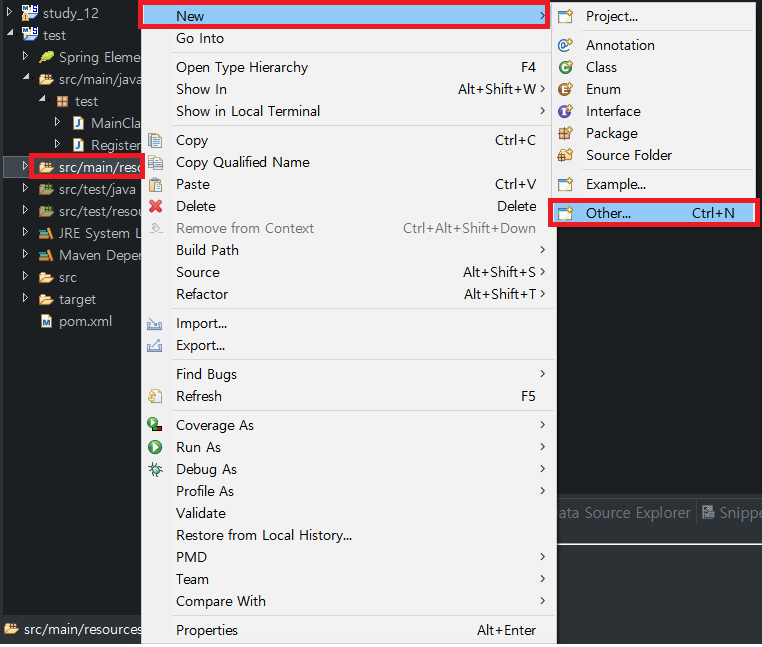 study_12
test
Spring Eleme
src/main/java
test
MainCla
Register
src/main/reso
src/test/java
src/test/resou
JRE System L
Maven Depen
src
target
pom.xml
src/main/resources
New
Go Into
Open Type Hierarchy F4
Show In Alt+Shift+W
Show in Local Terminal
Copy Ctrl+C
Copy Qualified Name
Paste Ctrl+V
Delete Delete
Remove from Context Ctrl+Alt+Shift+Down
Build Path
Source Alt+Shift+S
Refactor Alt+Shift+T
Import...
Export...
Find Bugs
Refresh F5
Coverage As
Run As
Debug As
Profile As
Validate
Restore from Local History...
PMD
Team
Compare With
Properties Alt+Enter
Project...
Annotation
Class
Enum
Interface
Package
Source Folder
Example...
Other... Ctrl+N
ata Source Explorer Snippe